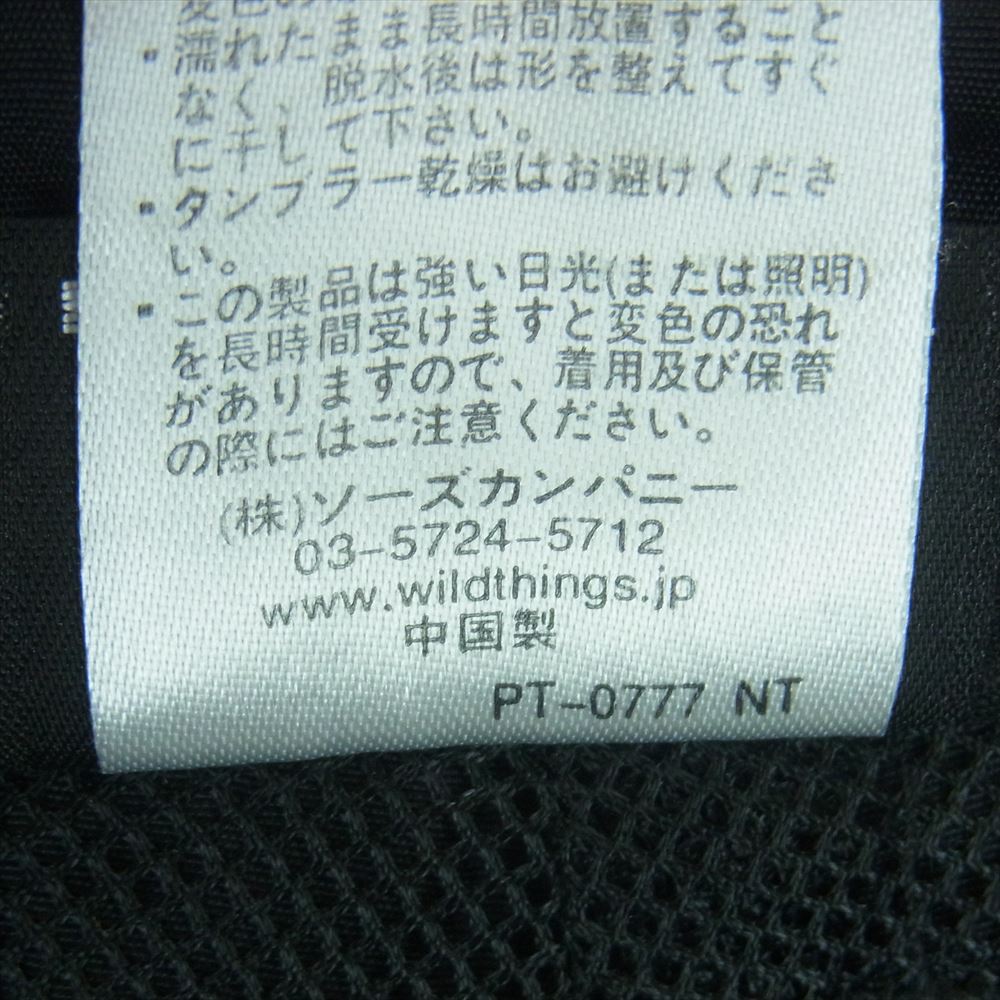 ・濡れたまま長時間放置すること
なく、脱水後は形を整えてすぐ
に干して下さい。
・タンブラー乾燥はお避けくださ
い。
・この製品は強い日光(または照明)
を長時間受けますと変色の恐れ
がありますので、着用及び保管
の際にはご注意ください。
(株)ソーズカンパニー
03-5724-5712
www.wildthings.jp
中国製
PT-0777 NT